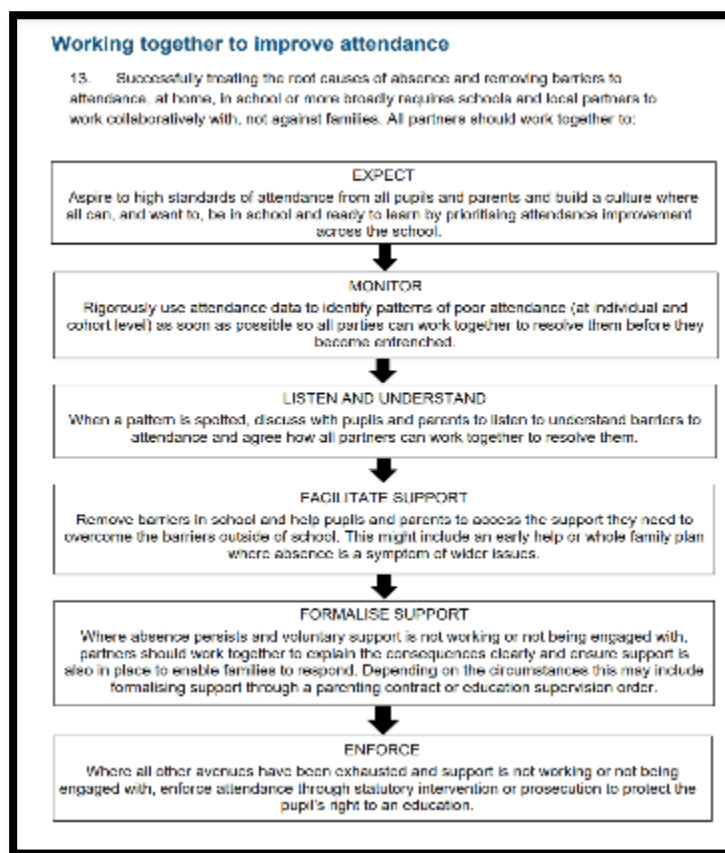 Working together to improve attendance
13. Successfully treating the root causes of absence and removing barriers to
attendance, at home, in school or more broadly requires schools and local partners to
work collaboratively with, not against families. All partners should work together to:
EXPECT
Aspire to high standards of attendance from all pupils and parents and build a culture where
all can, and want to, be in school and ready to learn by prioritising attendance improvement
across the school.
MONITOR
Rigorously use attendance data to identify patterns of poor attendance (at individual and
cohort level) as soon as possible so all parties can work together to resolve them before they
become entrenched.
LISTEN AND UNDERSTAND
When a pattern is spotted, discuss with pupils and parents to listen to understand barriers to
attendance and agree how all partners can work together to resolve them.
FACILITATE SUPPORT
Remove barriers in school and help pupils and parents to access the support they need to
overcome the barriers outside of school. This might include an early help or whole family plan
where absence is a symptom of wider issues.
FORMALISE SUPPORT
Where absence persists and voluntary support is not working or not being engaged with,
partners should work together to explain the consequences clearly and ensure support is
also in place to enable families to respond. Depending on the circumstances this may include
formalising support through a parenting contract or education supervision order.
ENFORCE
Where all other avenues have been exhausted and support is not working or not being
engaged with, enforce attendance through statutory intervention or prosecution to protect the
pupil's right to an education.